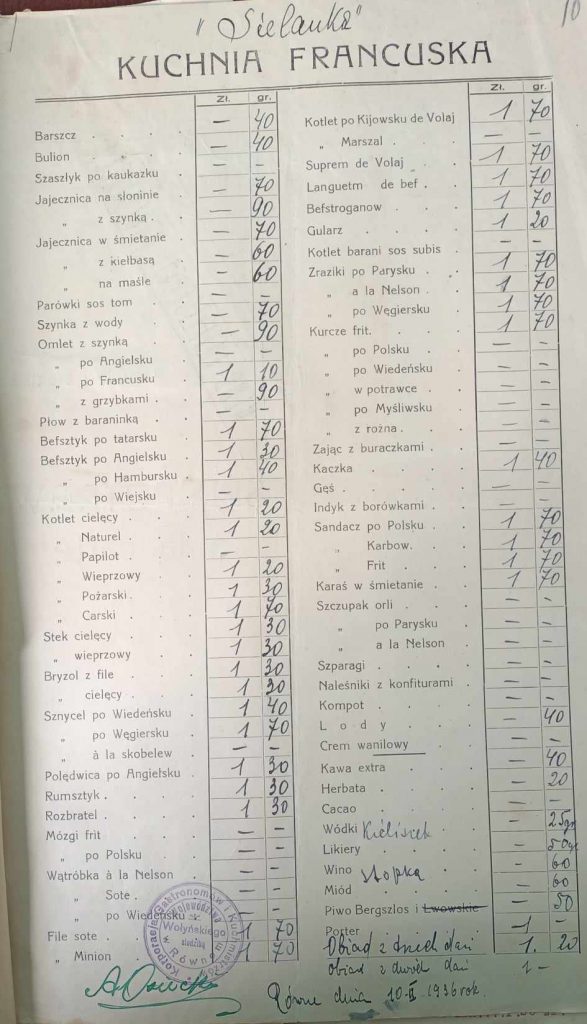 "Sielanka" 10
KUCHNIA FRANCUSKA
Zł. gr.
Barszcz . . . . — 40
Bulion . . . . — 40
Szaszłyk po kaukazku . — —
Jajecznica na słoninie . — 70
„ z szynką . . — 90
Jajecznica w śmietanie . — 70
„ z kiełbasą . — 60
„ na maśle . — 60
Parówki sos tom . . — —
Szynka z wody . . — 70
Omlet z szynką . . — 90
„ po Angielsku . — —
„ po Francusku . 1 10
„ z grzybkami . . — 90
Płow z baraninką . . — —
Befsztyk po tatarsku . 1 70
Befsztyk po Angielsku . 1 30
„ po Hambursku . 1 40
„ po Wiejsku . — —
Kotlet cielęcy . . . 1 20
„ Naturel . . 1 20
„ Papilot . . — —
„ Wieprzowy . 1 20
„ Pożarski . . 1 30
„ Carski . . 1 70
Stek cielęcy . . . 1 30
„ wieprzowy . . 1 30
Bryzol z file . . . 1 30
„ cielęcy . . . 1 30
Sznycel po Wiedeńsku . 1 40
„ po Węgiersku . 1 70
„ à la skobelew . — —
Polędwica po Angielsku . 1 30
Rumsztyk . . . . 1 30
Rozbratel . . . . 1 30
Mózgi frit . . . — —
„ po Polsku . . — —
Wątróbka à la Nelson . — —
„ Sote . . . — —
„ po Wiedeńsku . — —
File sote . . . . 1 70
„ Minion . . . 1 70
Zł. gr.
Kotlet po Kijowsku de Volaj 1 70
„ Marszal . . — —
Suprem de Volaj . . 1 70
Languetm de bef . . 1 70
Befstroganow . . . 1 70
Gularz . . . . 1 20
Kotlet barani sos subis . — —
Zraziki po Parysku . . 1 70
„ a la Nelson . . 1 70
„ po Węgiersku . 1 70
Kurcze frit. . . . 1 70
„ po Polsku . . — —
„ po Wiedeńsku . — —
„ w potrawce . . — —
„ po Myśliwsku . — —
„ z rożna . . . — —
Zając z buraczkami . . — —
Kaczka . . . . 1 40
Gęś . . . . . — —
Indyk z borówkami . . — —
Sandacz po Polsku . . 1 70
„ Karbow. . . 1 70
„ Frit . . . 1 70
Karaś w śmietanie . . 1 70
Szczupak orli . . . — —
„ po Parysku . — —
„ a la Nelson . — —
Szparagi . . . . — —
Naleśniki z konfiturami . — —
Kompot . . . . — —
Lody . . . . — 40
Crem wanilowy . . — —
Kawa extra . . . — 40
Herbata . . . . — 20
Cacao . . . . — —
Wódki Kieliszek — 25gr
Likiery . . . . — 50gr
Wino stopka — 60
Miód . . . . — 60
Piwo Bergszlos i Lwowskie — 50
Porter 1 —
Obiad z trzech dań 1. 20
obiad z dwóch dań 1 —
Równe dnia 10-II 1936 rok.
Korporacja Gastronomów i Kuchmistrzów
Województwa
Wołyńskiego
siedziba
w Równem